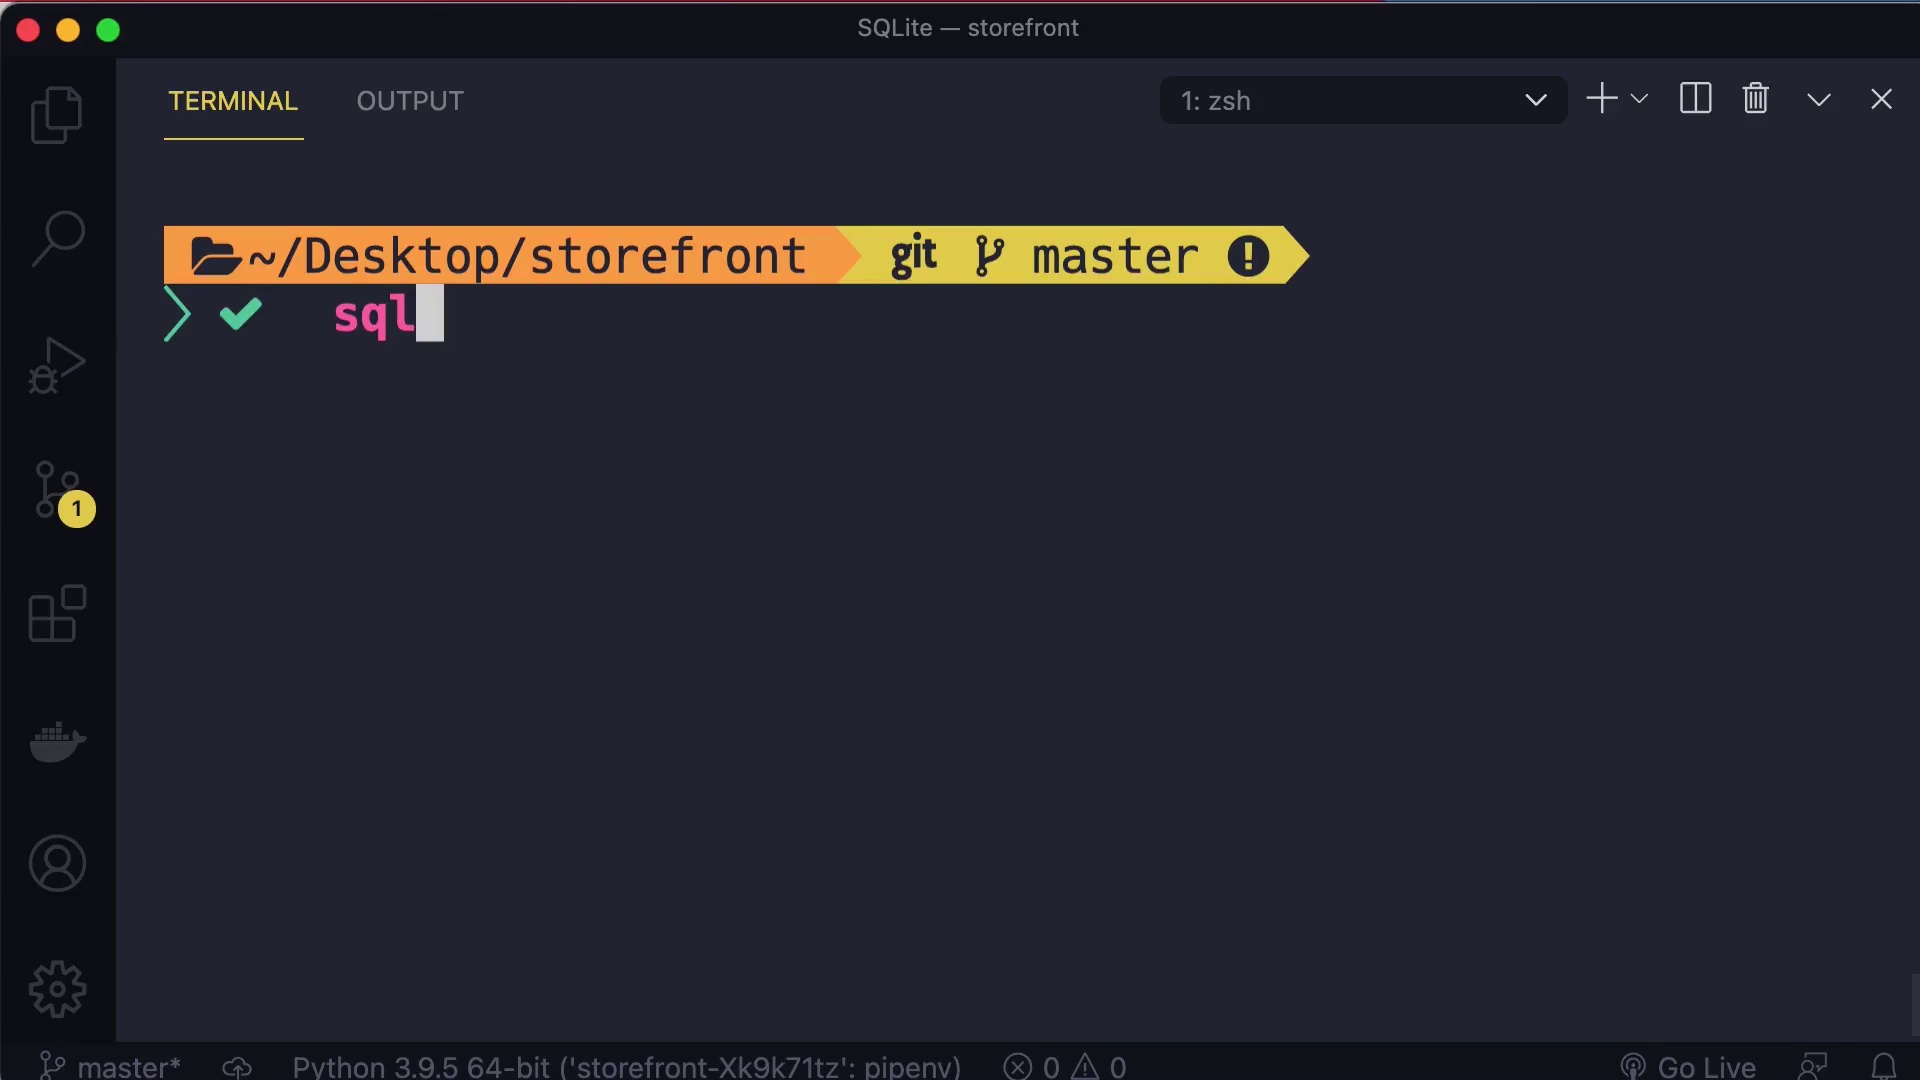 SQLite — storefront
TERMINAL OUTPUT 1: zsh
~/Desktop/storefront git master
sql
1
master* Python 3.9.5 64-bit ('storefront-Xk9k71tz': pipenv) 0 0 Go Live